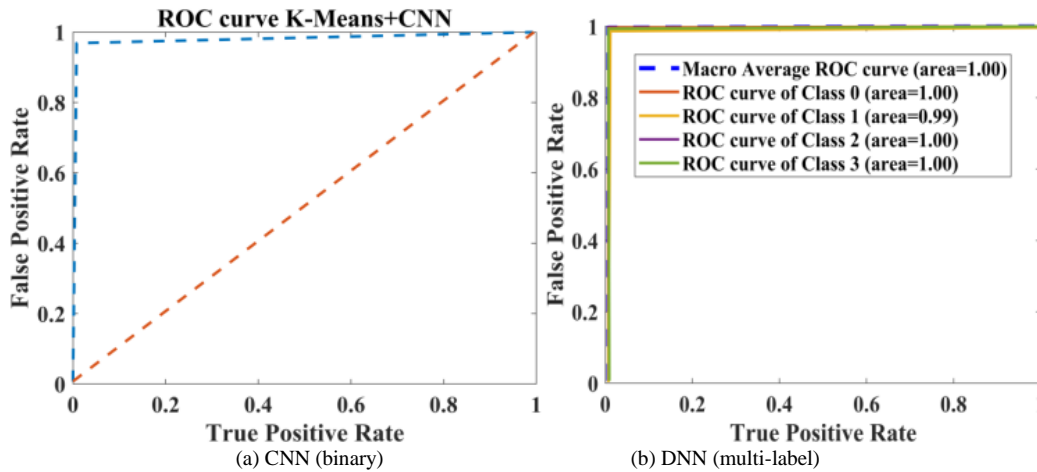 ROC curve K-Means+CNN
1
0.8
0.6
0.4
0.2
0
False Positive Rate
0 0.2 0.4 0.6 0.8 1
True Positive Rate
(a) CNN (binary)
1
0.8
0.6
0.4
0.2
0
False Positive Rate
Macro Average ROC curve (area=1.00)
ROC curve of Class 0 (area=1.00)
ROC curve of Class 1 (area=0.99)
ROC curve of Class 2 (area=1.00)
ROC curve of Class 3 (area=1.00)
0 0.2 0.4 0.6 0.8
True Positive Rate
(b) DNN (multi-label)